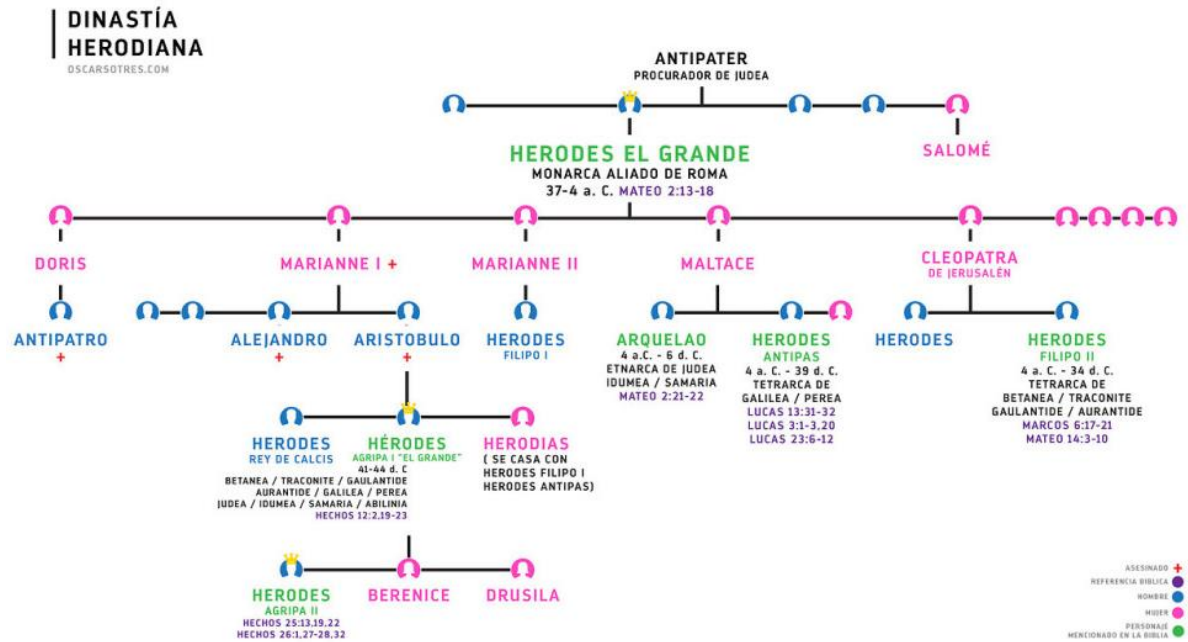 DINASTÍA
HERODIANA
OSCARSOTRES.COM
ANTIPATER
PROCURADOR DE JUDEA
SALOMÉ
HERODES EL GRANDE
MONARCA ALIADO DE ROMA
37-4 a. C. MATEO 2:13-18
DORIS
MARIANNE I +
MARIANNE II
MALTACE
CLEOPATRA
DE JERUSALÉN
ANTIPATRO
+
ALEJANDRO
+
ARISTOBULO
+
HERODES
FILIPO I
ARQUELAO
4 a.C. - 6 d. C.
ETNARCA DE JUDEA
IDUMEA / SAMARIA
MATEO 2:21-22
HERODES
ANTIPAS
4 a. C. - 39 d. C.
TETRARCA DE
GALILEA / PEREA
LUCAS 13:31-32
LUCAS 3:1-3,20
LUCAS 23:6-12
HERODES
HERODES
FILIPO II
4 a. C. - 34 d. C.
TETRARCA DE
BETANEA / TRACONITE
GAULANTIDE / AURANTIDE
MARCOS 6:17-21
MATEO 14:3-10
HERODES
REY DE CALCIS
HÉRODES
AGRIPA I "EL GRANDE"
41-44 d. C
BETANEA / TRACONITE / GAULANTIDE
AURANTIDE / GALILEA / PEREA
JUDEA / IDUMEA / SAMARIA / ABILINIA
HECHOS 12:2,19-23
HERODIAS
( SE CASA CON
HERODES FILIPO I
HERODES ANTIPAS)
HERODES
AGRIPA II
HECHOS 25:13,19,22
HECHOS 26:1,27-28,32
BERENICE
DRUSILA
ASESINADO +
REFERENCIA BIBLICA
HOMBRE
MUJER
PERSONAJE
MENCIONADO EN LA BIBLIA